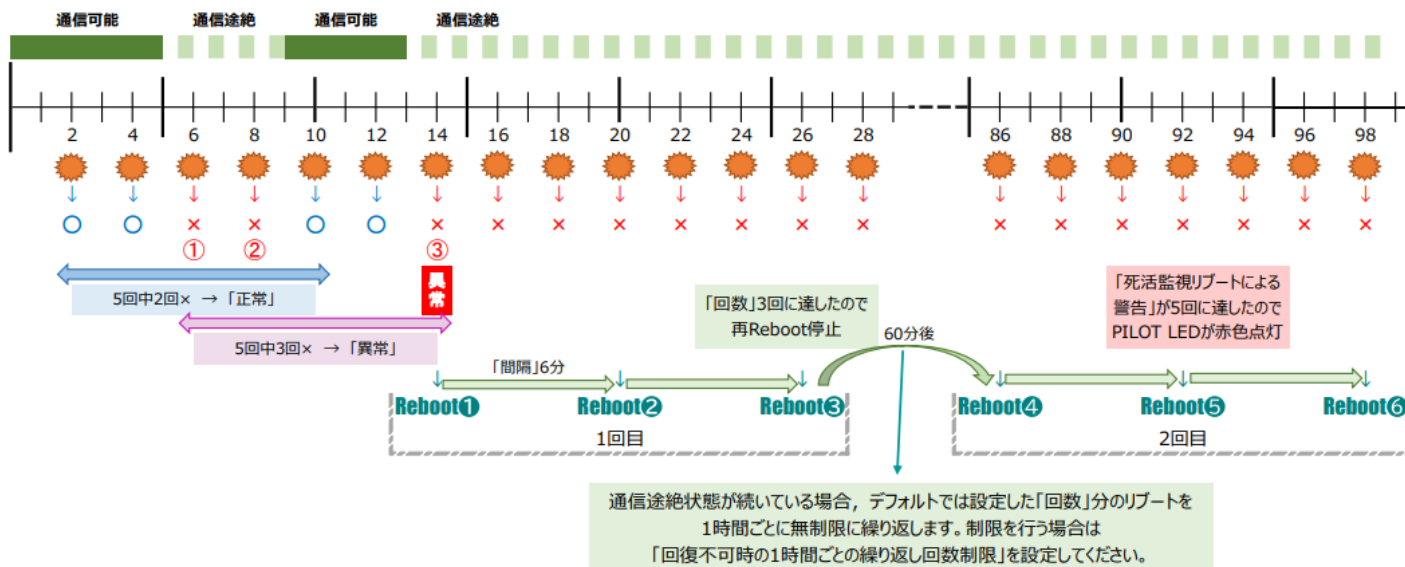 通信可能 通信途絶 通信可能 通信途絶
2 4 6 8 10 12 14 16 18 20 22 24 26 28 86 88 90 92 94 96 98
↓ ↓ ↓ ↓ ↓ ↓ ↓ ↓ ↓ ↓ ↓ ↓ ↓ ↓ ↓ ↓ ↓ ↓ ↓ ↓ ↓
○ ○ × × ○ ○ × × × × × × × × × × × × × × ×
① ② ③
異常
5回中2回× → 「正常」
5回中3回× → 「異常」
「回数」3回に達したので
再Reboot停止
60分後
「死活監視リブートによる
警告」が5回に達したので
PILOT LEDが赤色点灯
「間隔」6分
↓ ↓ ↓ ↓ ↓ ↓
Reboot❶ Reboot❷ Reboot❸ Reboot❹ Reboot❺ Reboot❻
1回目 2回目
通信途絶状態が続いている場合，デフォルトでは設定した「回数」分のリブートを
1時間ごとに無制限に繰り返します。制限を行う場合は
「回復不可時の1時間ごとの繰り返し回数制限」を設定してください。